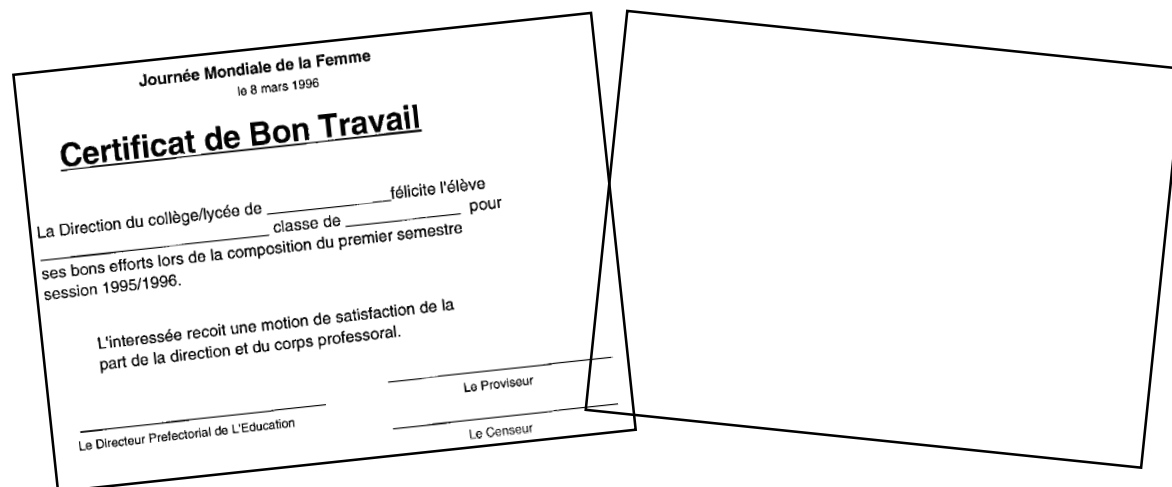 Journée Mondiale de la Femme
le 8 mars 1996
Certificat de Bon Travail
La Direction du collège/lycée de ______________félicite l'élève
__________________________ classe de _____________ pour
ses bons efforts lors de la composition du premier semestre
session 1995/1996.
L'interessée recoit une motion de satisfaction de la
part de la direction et du corps professoral.
Le Proviseur
Le Directeur Prefectorial de L'Education
Le Censeur